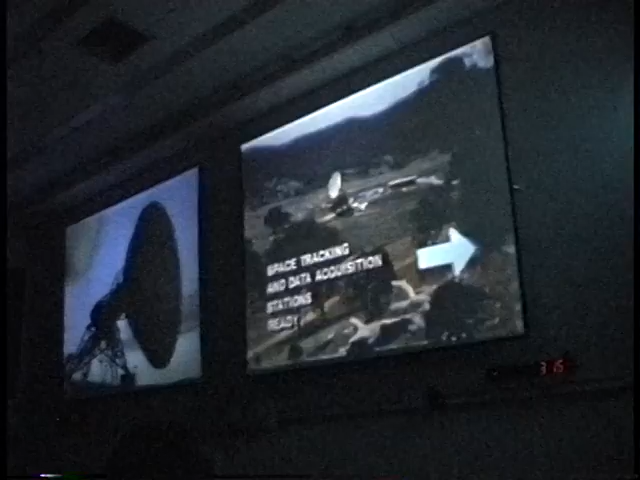 SPACE TRACKING
AND DATA ACQUISITION
STATIONS
READY